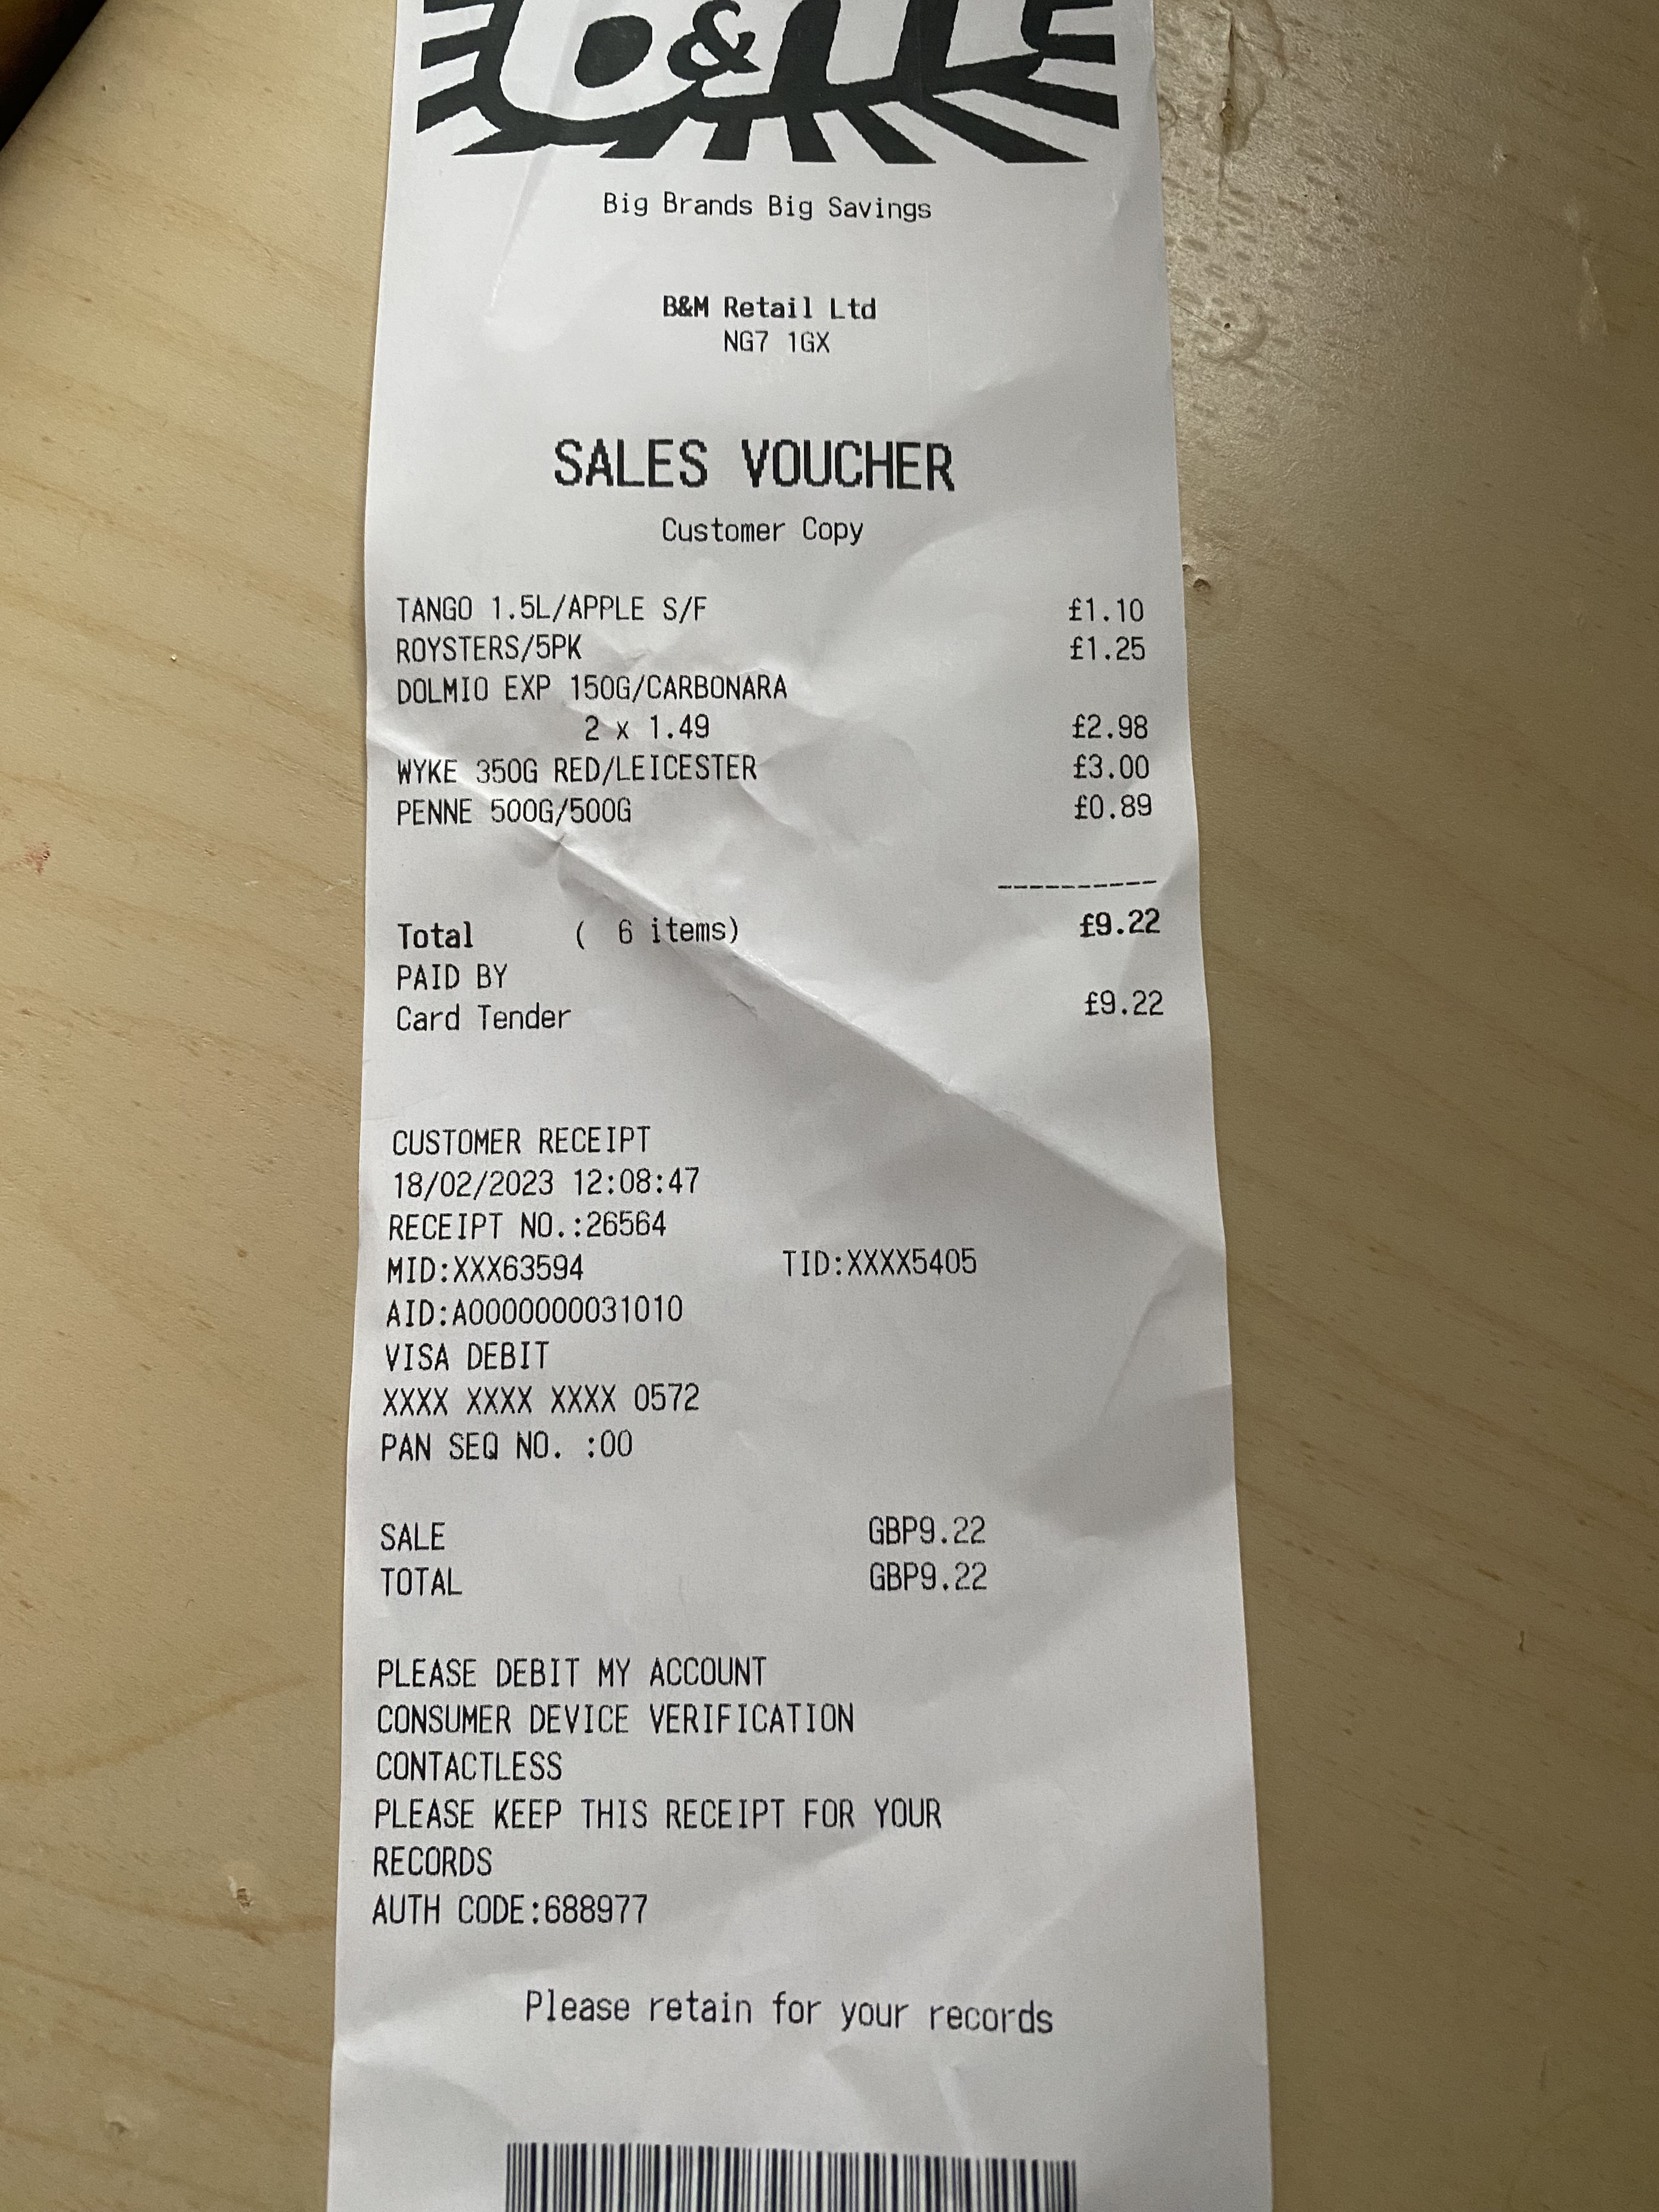 Big Brands Big Savings
B&M Retail Ltd
NG7 1GX
SALES VOUCHER
Customer Copy
TANGO 1.5L/APPLE S/F £1.10
ROYSTERS/5PK £1.25
DOLMIO EXP 150G/CARBONARA
2 x 1.49 £2.98
WYKE 350G RED/LEICESTER £3.00
PENNE 500G/500G £0.89
----------
Total ( 6 items) £9.22
PAID BY
Card Tender £9.22
CUSTOMER RECEIPT
18/02/2023 12:08:47
RECEIPT NO.:26564
MID:XXX63594 TID:XXXX5405
AID:A0000000031010
VISA DEBIT
XXXX XXXX XXXX 0572
PAN SEQ NO. :00
SALE GBP9.22
TOTAL GBP9.22
PLEASE DEBIT MY ACCOUNT
CONSUMER DEVICE VERIFICATION
CONTACTLESS
PLEASE KEEP THIS RECEIPT FOR YOUR
RECORDS
AUTH CODE:688977
Please retain for your records